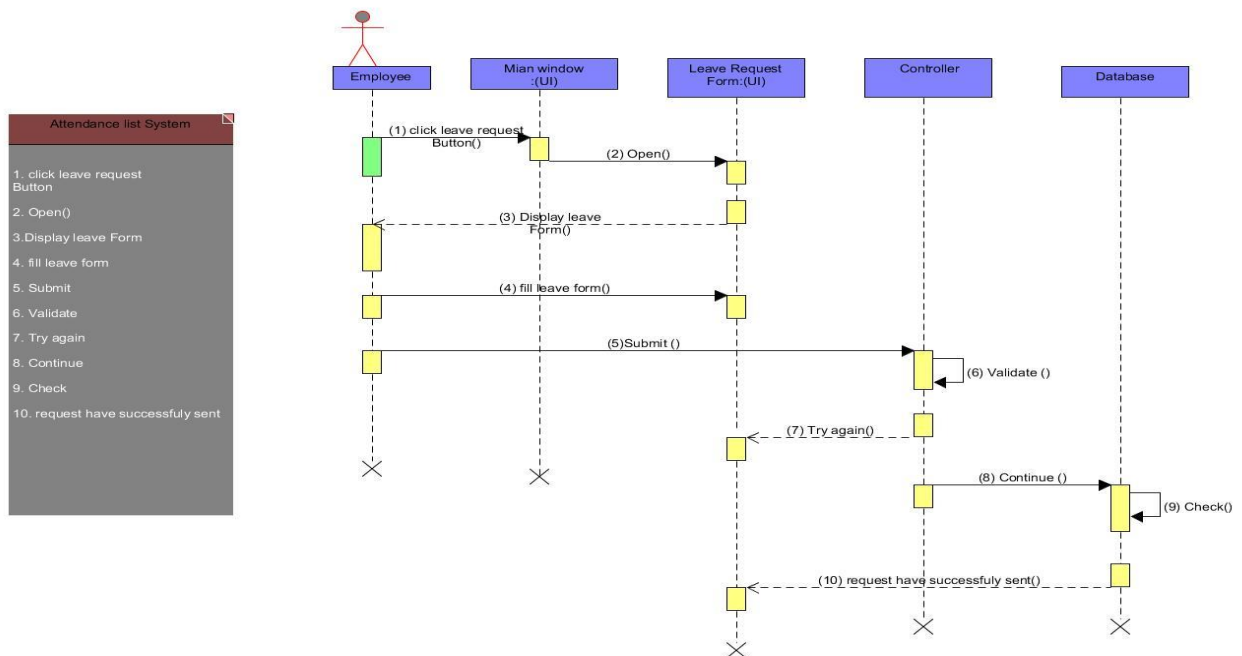 Employee
Mian window
:(UI)
Leave Request
Form:(UI)
Controller
Database
Attendance list System
1. click leave request
Button
2. Open()
3.Display leave Form
4. fill leave form
5. Submit
6. Validate
7. Try again
8. Continue
9. Check
10. request have successfuly sent
(1) click leave request
Button()
(2) Open()
(3) Display leave
Form()
(4) fill leave form()
(5)Submit ()
(6) Validate ()
(7) Try again()
(8) Continue ()
(9) Check()
(10) request have successfuly sent()